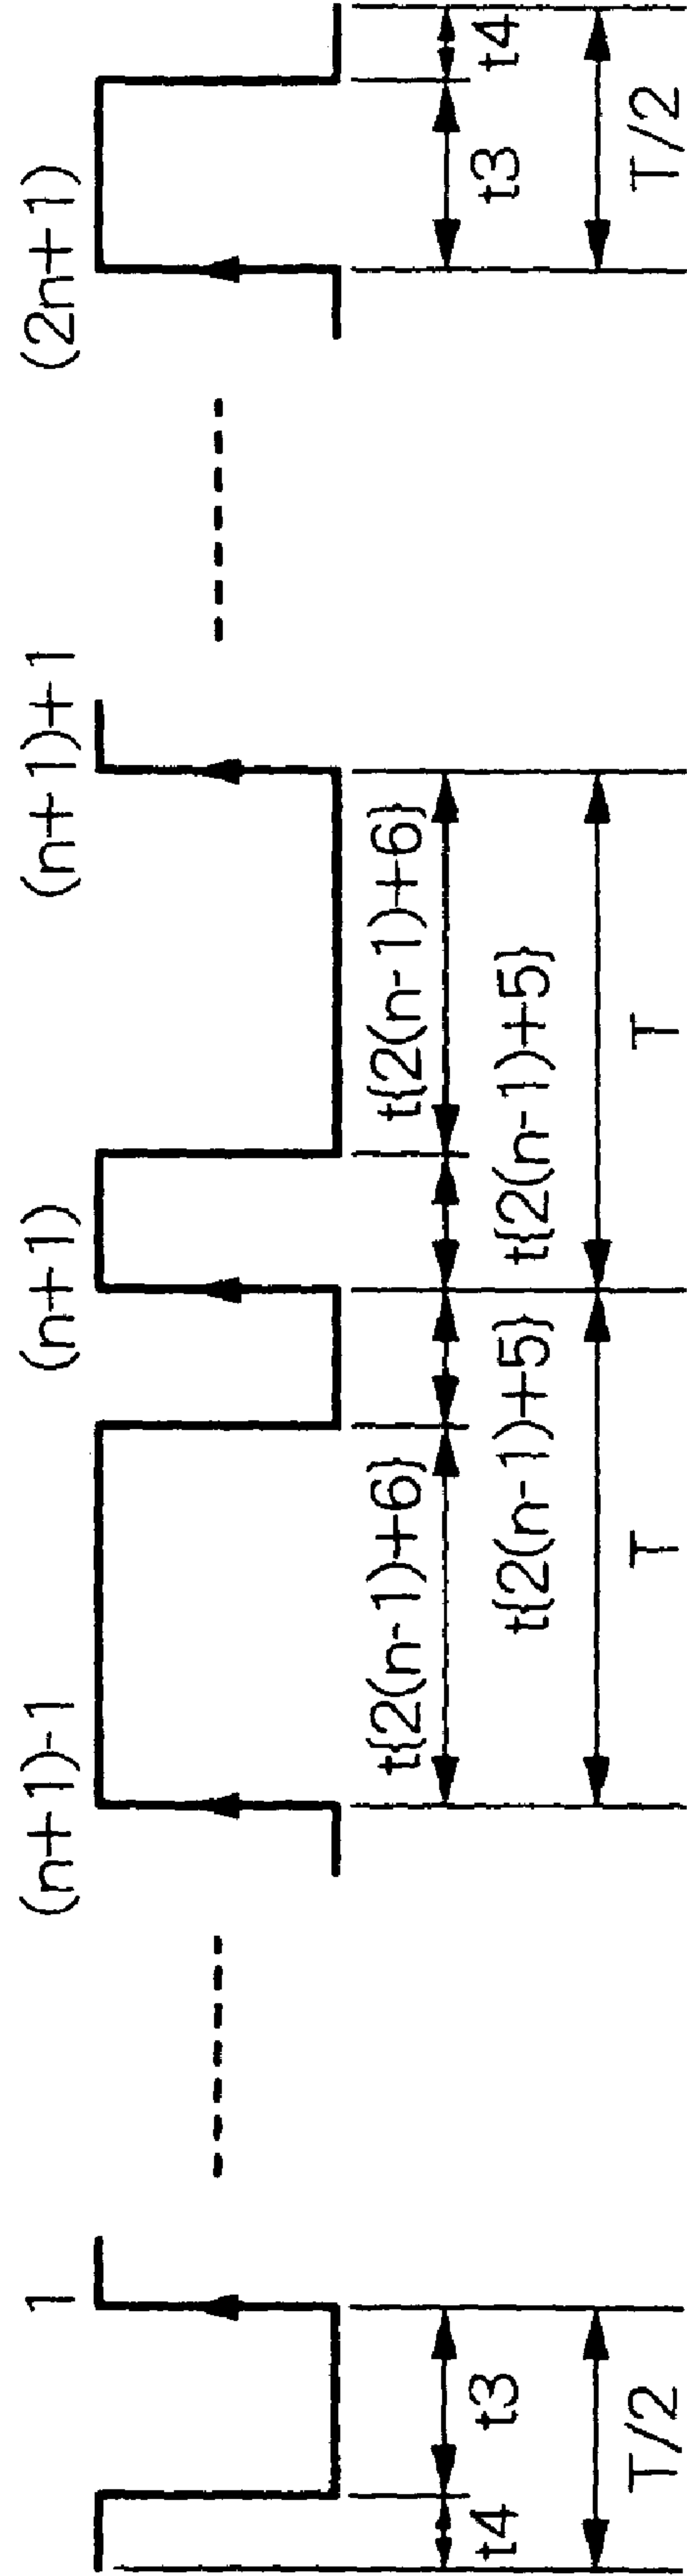 1
(n+1)-1
(n+1)
(n+1)+1
(2n+1)
t{2(n-1)+6}
t{2(n-1)+6}
t4
t3
t{2(n-1)+5}
t{2(n-1)+5}
t3
t4
T/2
T
T
T/2